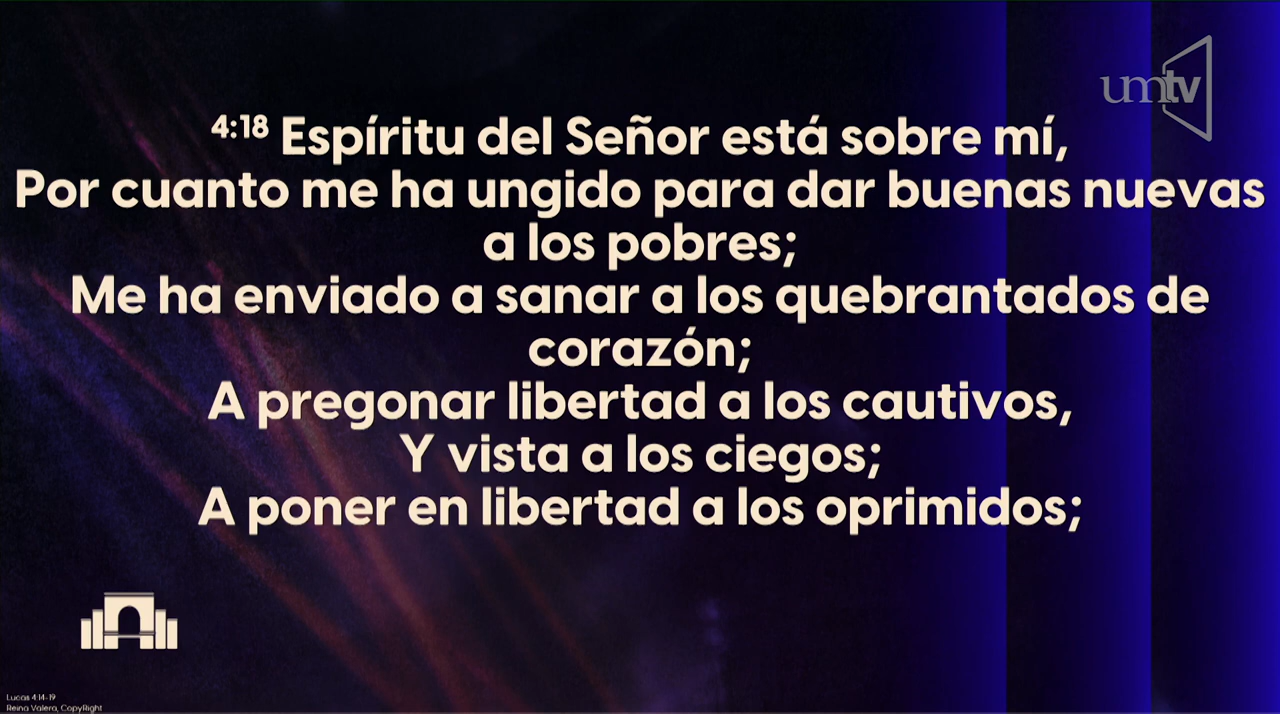 umtv
4:18 Espíritu del Señor está sobre mí,
Por cuanto me ha ungido para dar buenas nuevas
a los pobres;
Me ha enviado a sanar a los quebrantados de
corazón;
A pregonar libertad a los cautivos,
Y vista a los ciegos;
A poner en libertad a los oprimidos;
Lucas 4:14-19
Reina Valera, CopyRight